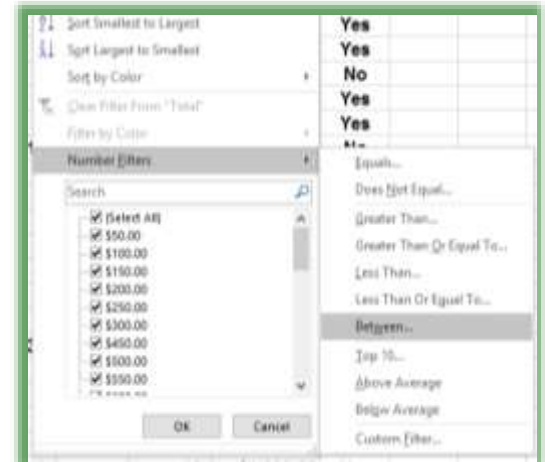 Sort Smallest to Largest
Sort Largest to Smallest
Sort by Color
Clear Filter From "Total"
Filter by Color
Number Filters
Search
(Select All)
$50.00
$100.00
$150.00
$200.00
$250.00
$300.00
$450.00
$500.00
$550.00
OK
Cancel
Yes
Yes
No
Yes
Yes
No
Equals...
Does Not Equal...
Greater Than...
Greater Than Or Equal To...
Less Than...
Less Than Or Equal To...
Between...
Top 10...
Above Average
Below Average
Custom Filter...